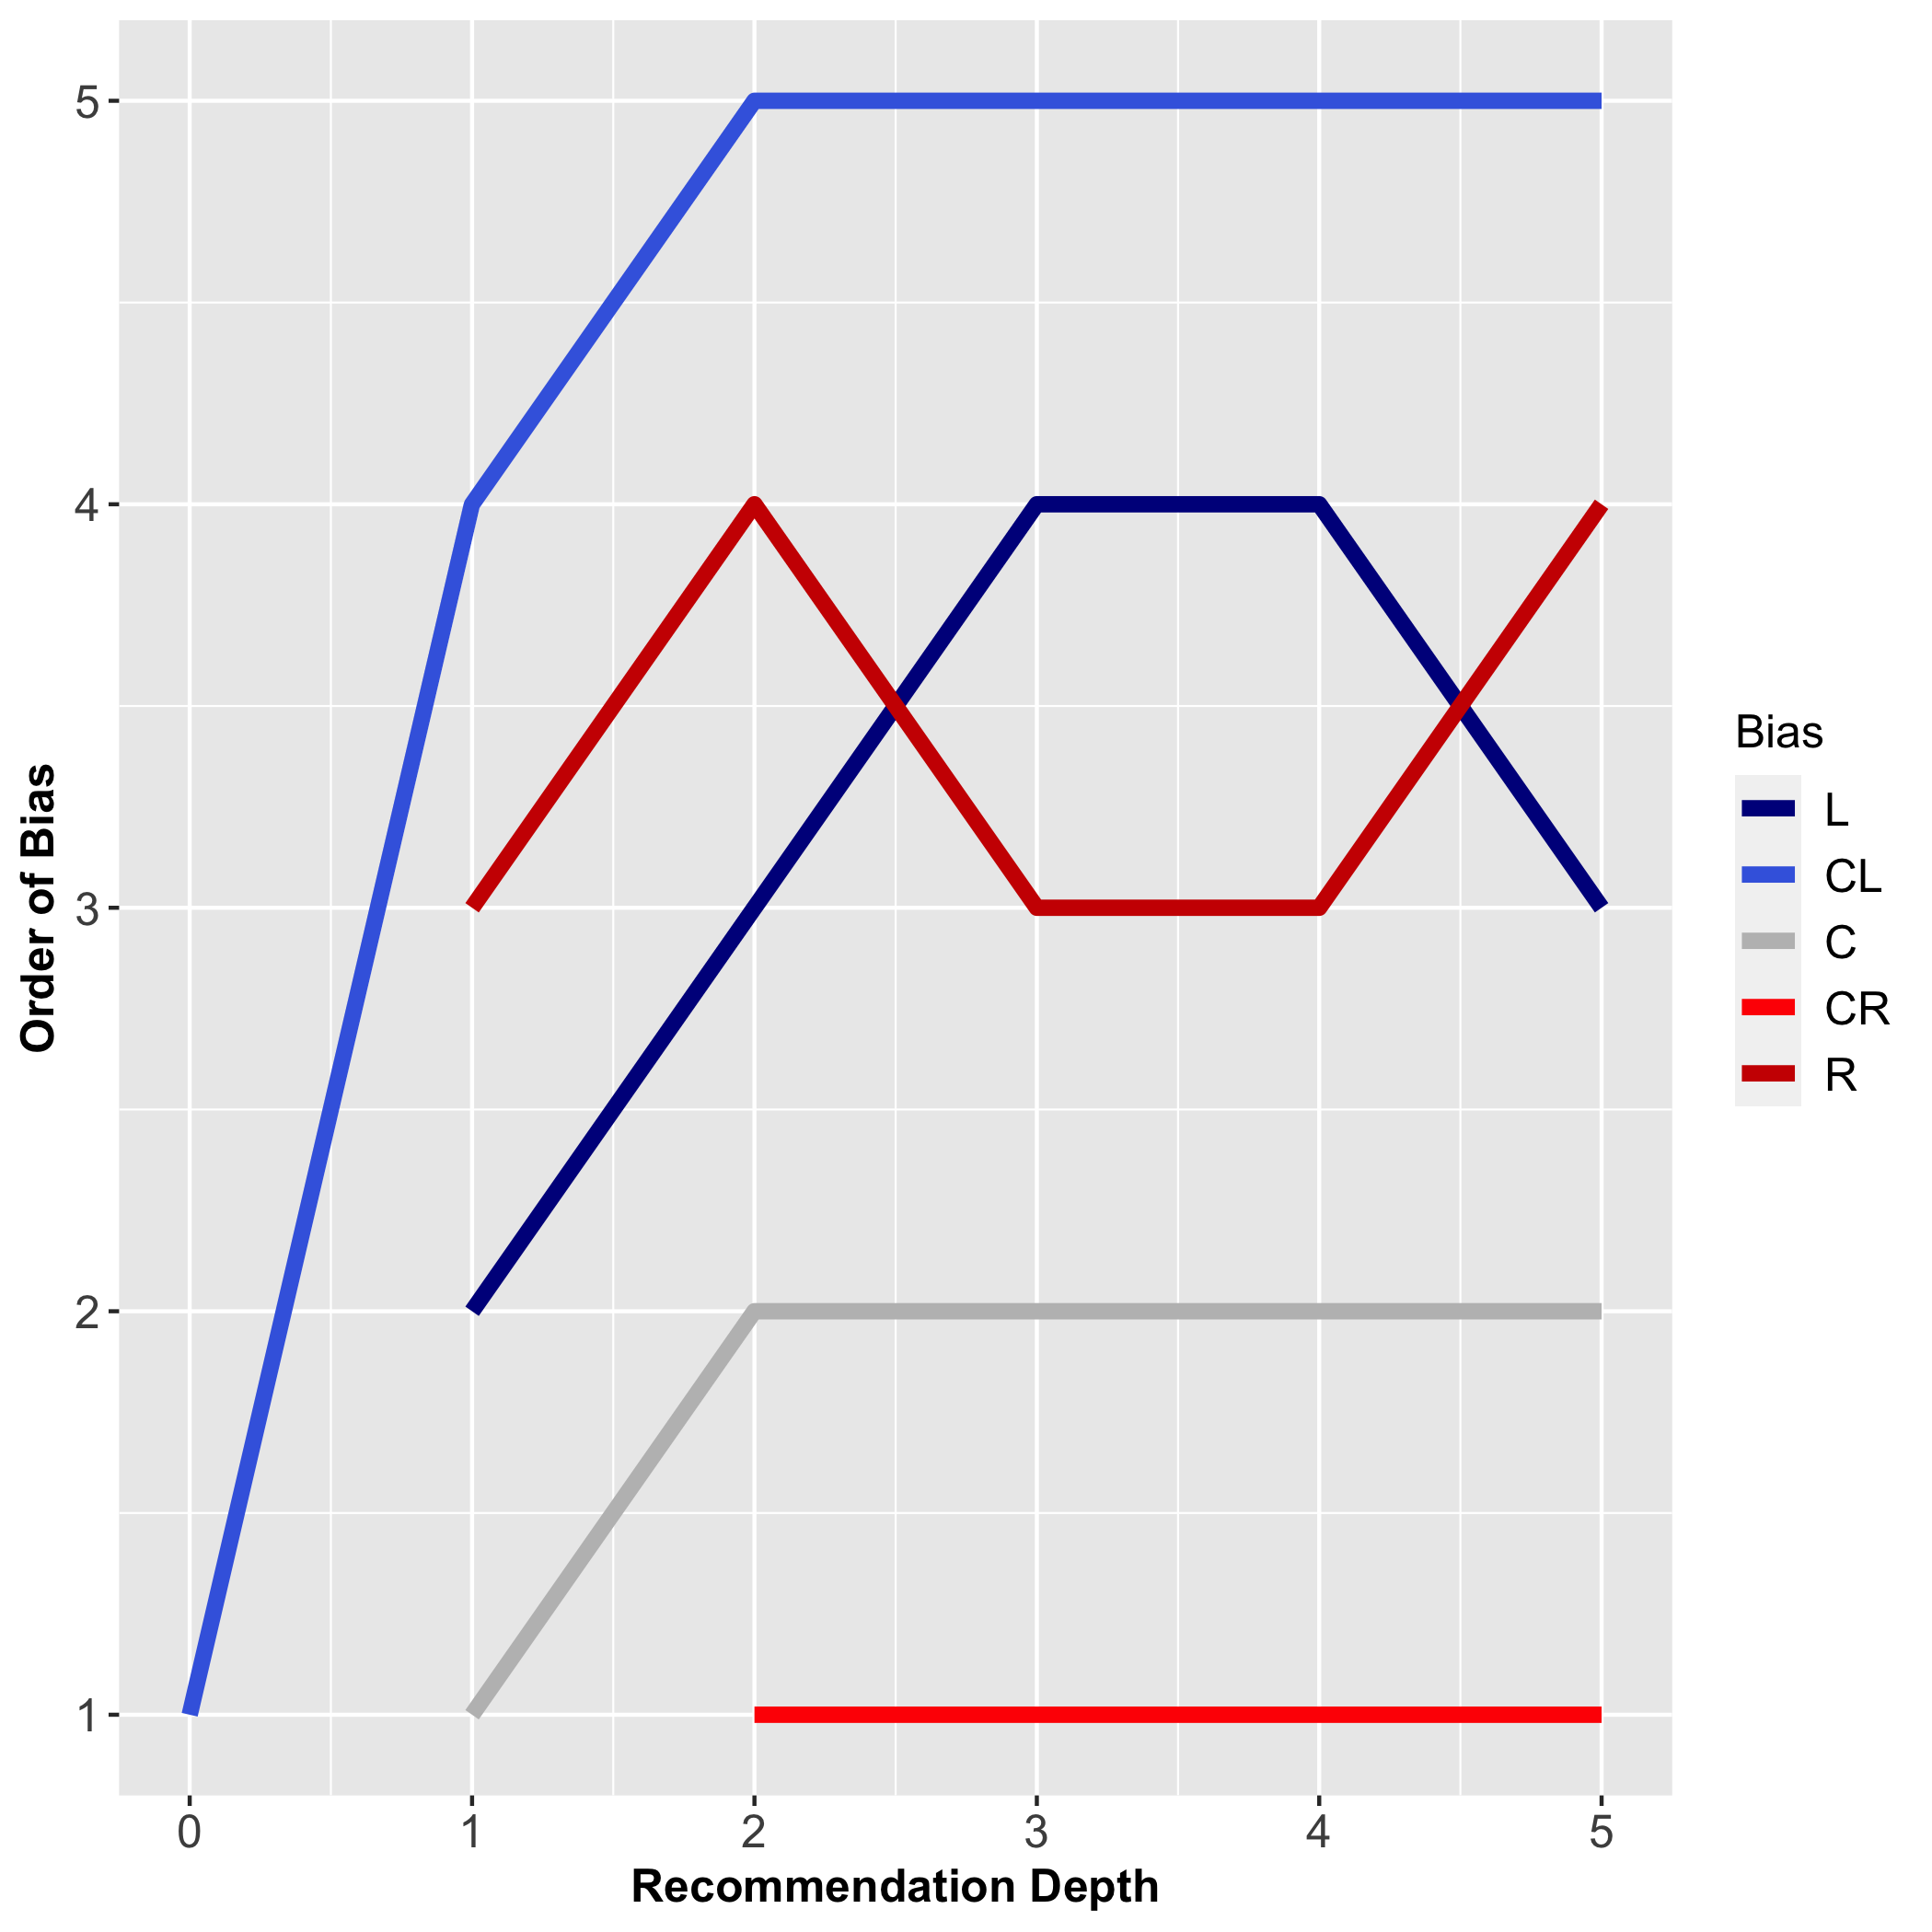 5
4
3
2
1
Order of Bias
0 1 2 3 4 5
Recommendation Depth
Bias
L
CL
C
CR
R